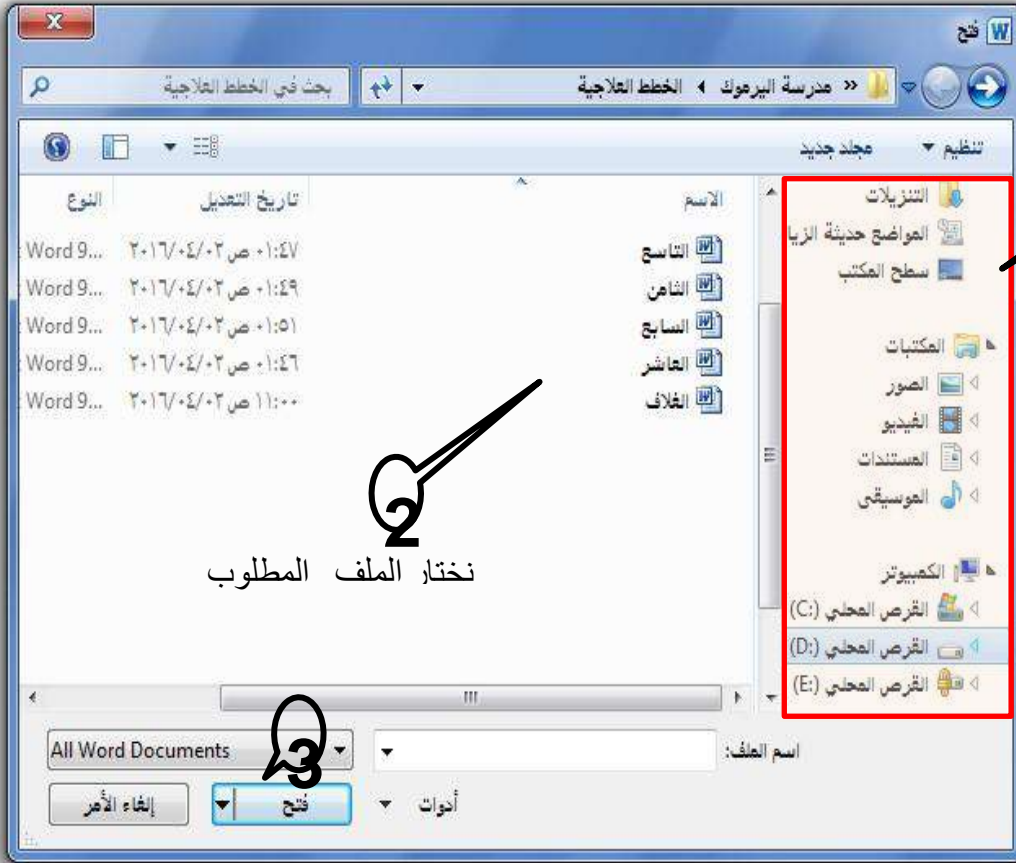 فتح
« مدرسة اليرموك الخطط العلاجية
بحث في الخطط العلاجية
تنظيم مجلد جديد
التنزيلات
المواضع حديثة الزيا
سطح المكتب
المكتبات
الصور
الفيديو
المستندات
الموسيقى
الكمبيوتر
القرص المحلي (C:)
القرص المحلي (D:)
القرص المحلي (E:)
الاسم تاريخ التعديل النوع
التاسع ٠١:٤٧ ص ٢٠١٦/٠٤/٠٢ Word 9...
الثامن ٠١:٤٩ ص ٢٠١٦/٠٤/٠٢ Word 9...
السابع ٠١:٥١ ص ٢٠١٦/٠٤/٠٢ Word 9...
العاشر ٠١:٤٦ ص ٢٠١٦/٠٤/٠٢ Word 9...
الغلاف ١١:٠٠ ص ٢٠١٦/٠٤/٠٢ Word 9...
2
نختار الملف المطلوب
اسم الملف: All Word Documents
3
أدوات فتح إلغاء الأمر